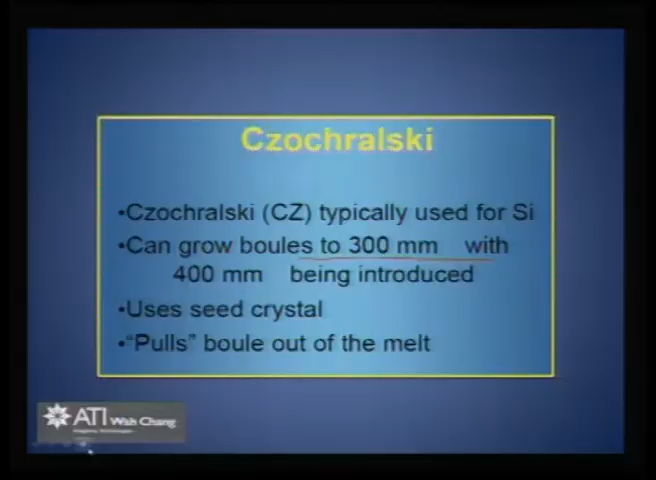 Czochralski
•Czochralski (CZ) typically used for Si
•Can grow boules to 300 mm with
400 mm being introduced
•Uses seed crystal
•"Pulls" boule out of the melt
ATI Wah Chang